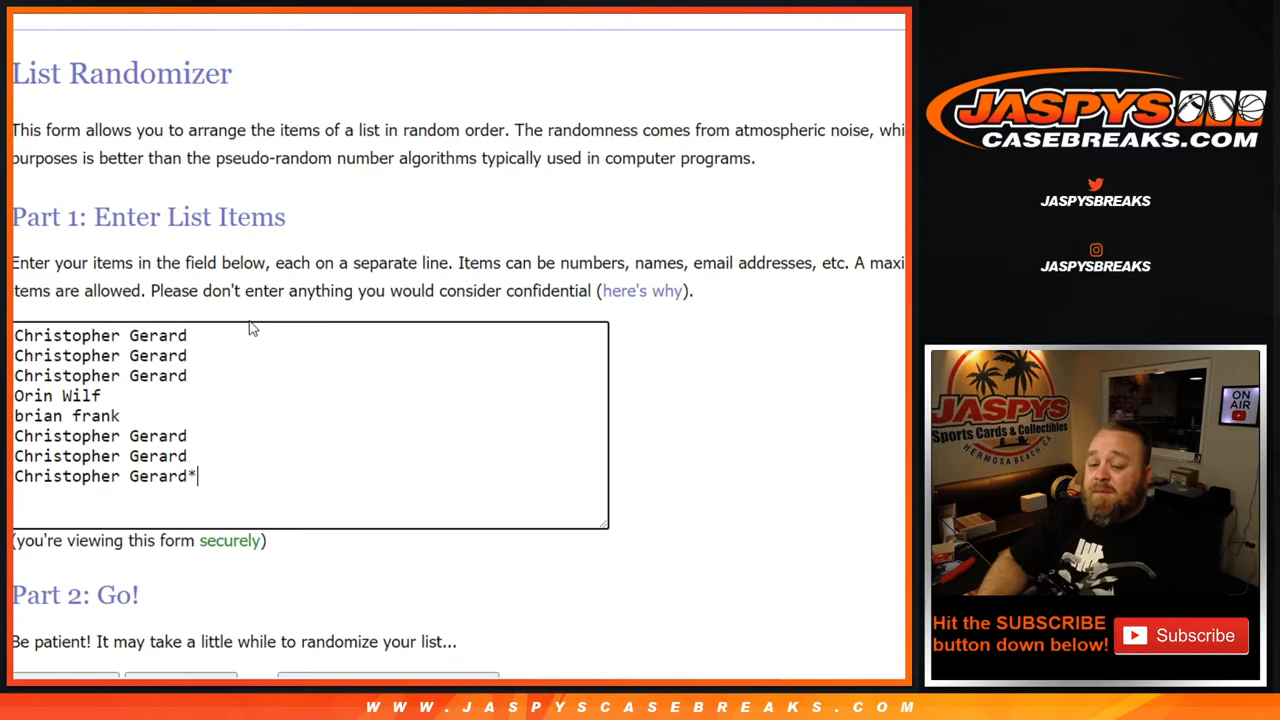 List Randomizer
This form allows you to arrange the items of a list in random order. The randomness comes from atmospheric noise, whi
purposes is better than the pseudo-random number algorithms typically used in computer programs.
Part 1: Enter List Items
Enter your items in the field below, each on a separate line. Items can be numbers, names, email addresses, etc. A maxi
items are allowed. Please don't enter anything you would consider confidential (here's why).
Christopher Gerard
Christopher Gerard
Christopher Gerard
Orin Wilf
brian frank
Christopher Gerard
Christopher Gerard
Christopher Gerard*
(you're viewing this form securely)
Part 2: Go!
Be patient! It may take a little while to randomize your list...
JASPYS
CASEBREAKS.COM
JASPYSBREAKS
JASPYSBREAKS
JASPYS
Sports Cards & Collectibles
HERMOSA BEACH, CA
ON
AIR
Hit the SUBSCRIBE
button down below!
Subscribe
WWW.JASPYSCASEBREAKS.COM